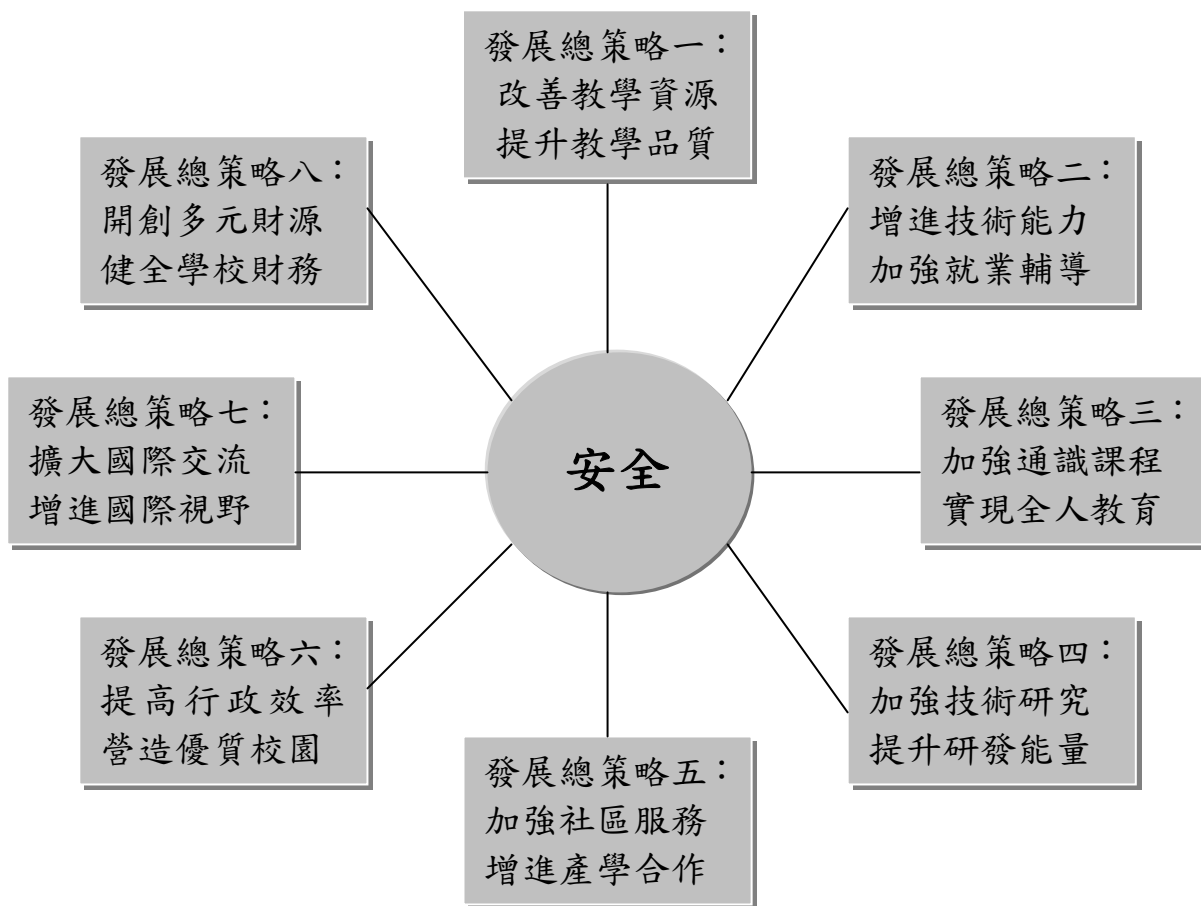 發展總策略一：
改善教學資源
提升教學品質
發展總策略二：
增進技術能力
加強就業輔導
發展總策略三：
加強通識課程
實現全人教育
發展總策略四：
加強技術研究
提升研發能量
發展總策略五：
加強社區服務
增進產學合作
發展總策略六：
提高行政效率
營造優質校園
發展總策略七：
擴大國際交流
增進國際視野
發展總策略八：
開創多元財源
健全學校財務
安全